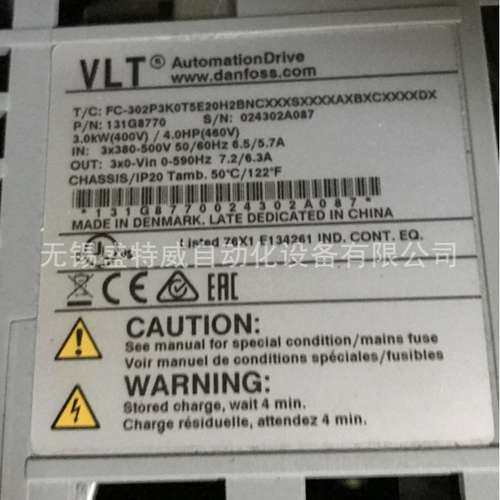 VLT® AutomationDrive
www.danfoss.com
T/C: FC-302P3K0T5E20H2BNCXXXSXXXXAXBXCXXXXDX
P/N: 131G8770 S/N: 024302A087
3.0kW(400V) / 4.0HP(460V)
IN: 3x380-500V 50/60Hz 6.5/5.7A
OUT: 3x0-Vin 0-590Hz 7.2/6.3A
CHASSIS/IP20 Tamb. 50°C/122°F
*131G8770024302A087*
MADE IN DENMARK. LATE DEDICATED IN CHINA
Listed 76X1 E134261 IND. CONT. EQ.
无锡盛特威自动化设备有限公司
CE EAC
CAUTION:
See manual for special condition/mains fuse
Voir manuel de conditions spéciales/fusibles
WARNING:
Stored charge, wait 4 min.
Charge résiduelle, attendez 4 min.